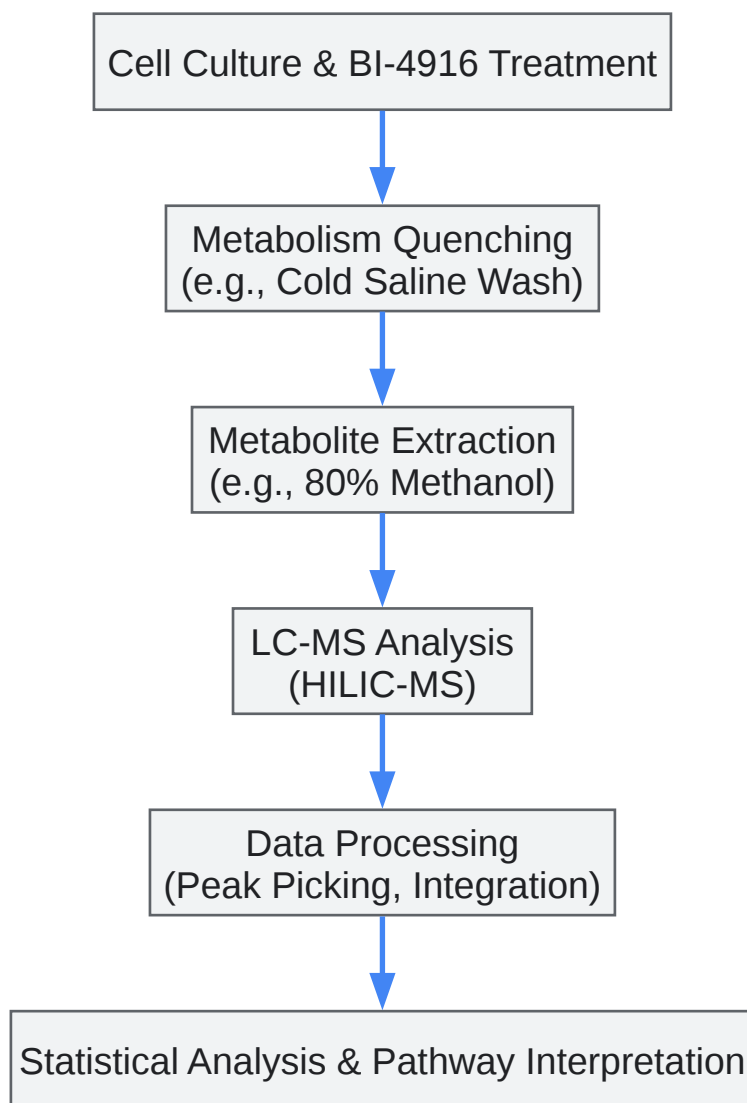 Cell Culture & BI-4916 Treatment
Metabolism Quenching
(e.g., Cold Saline Wash)
Metabolite Extraction
(e.g., 80% Methanol)
LC-MS Analysis
(HILIC-MS)
Data Processing
(Peak Picking, Integration)
Statistical Analysis & Pathway Interpretation